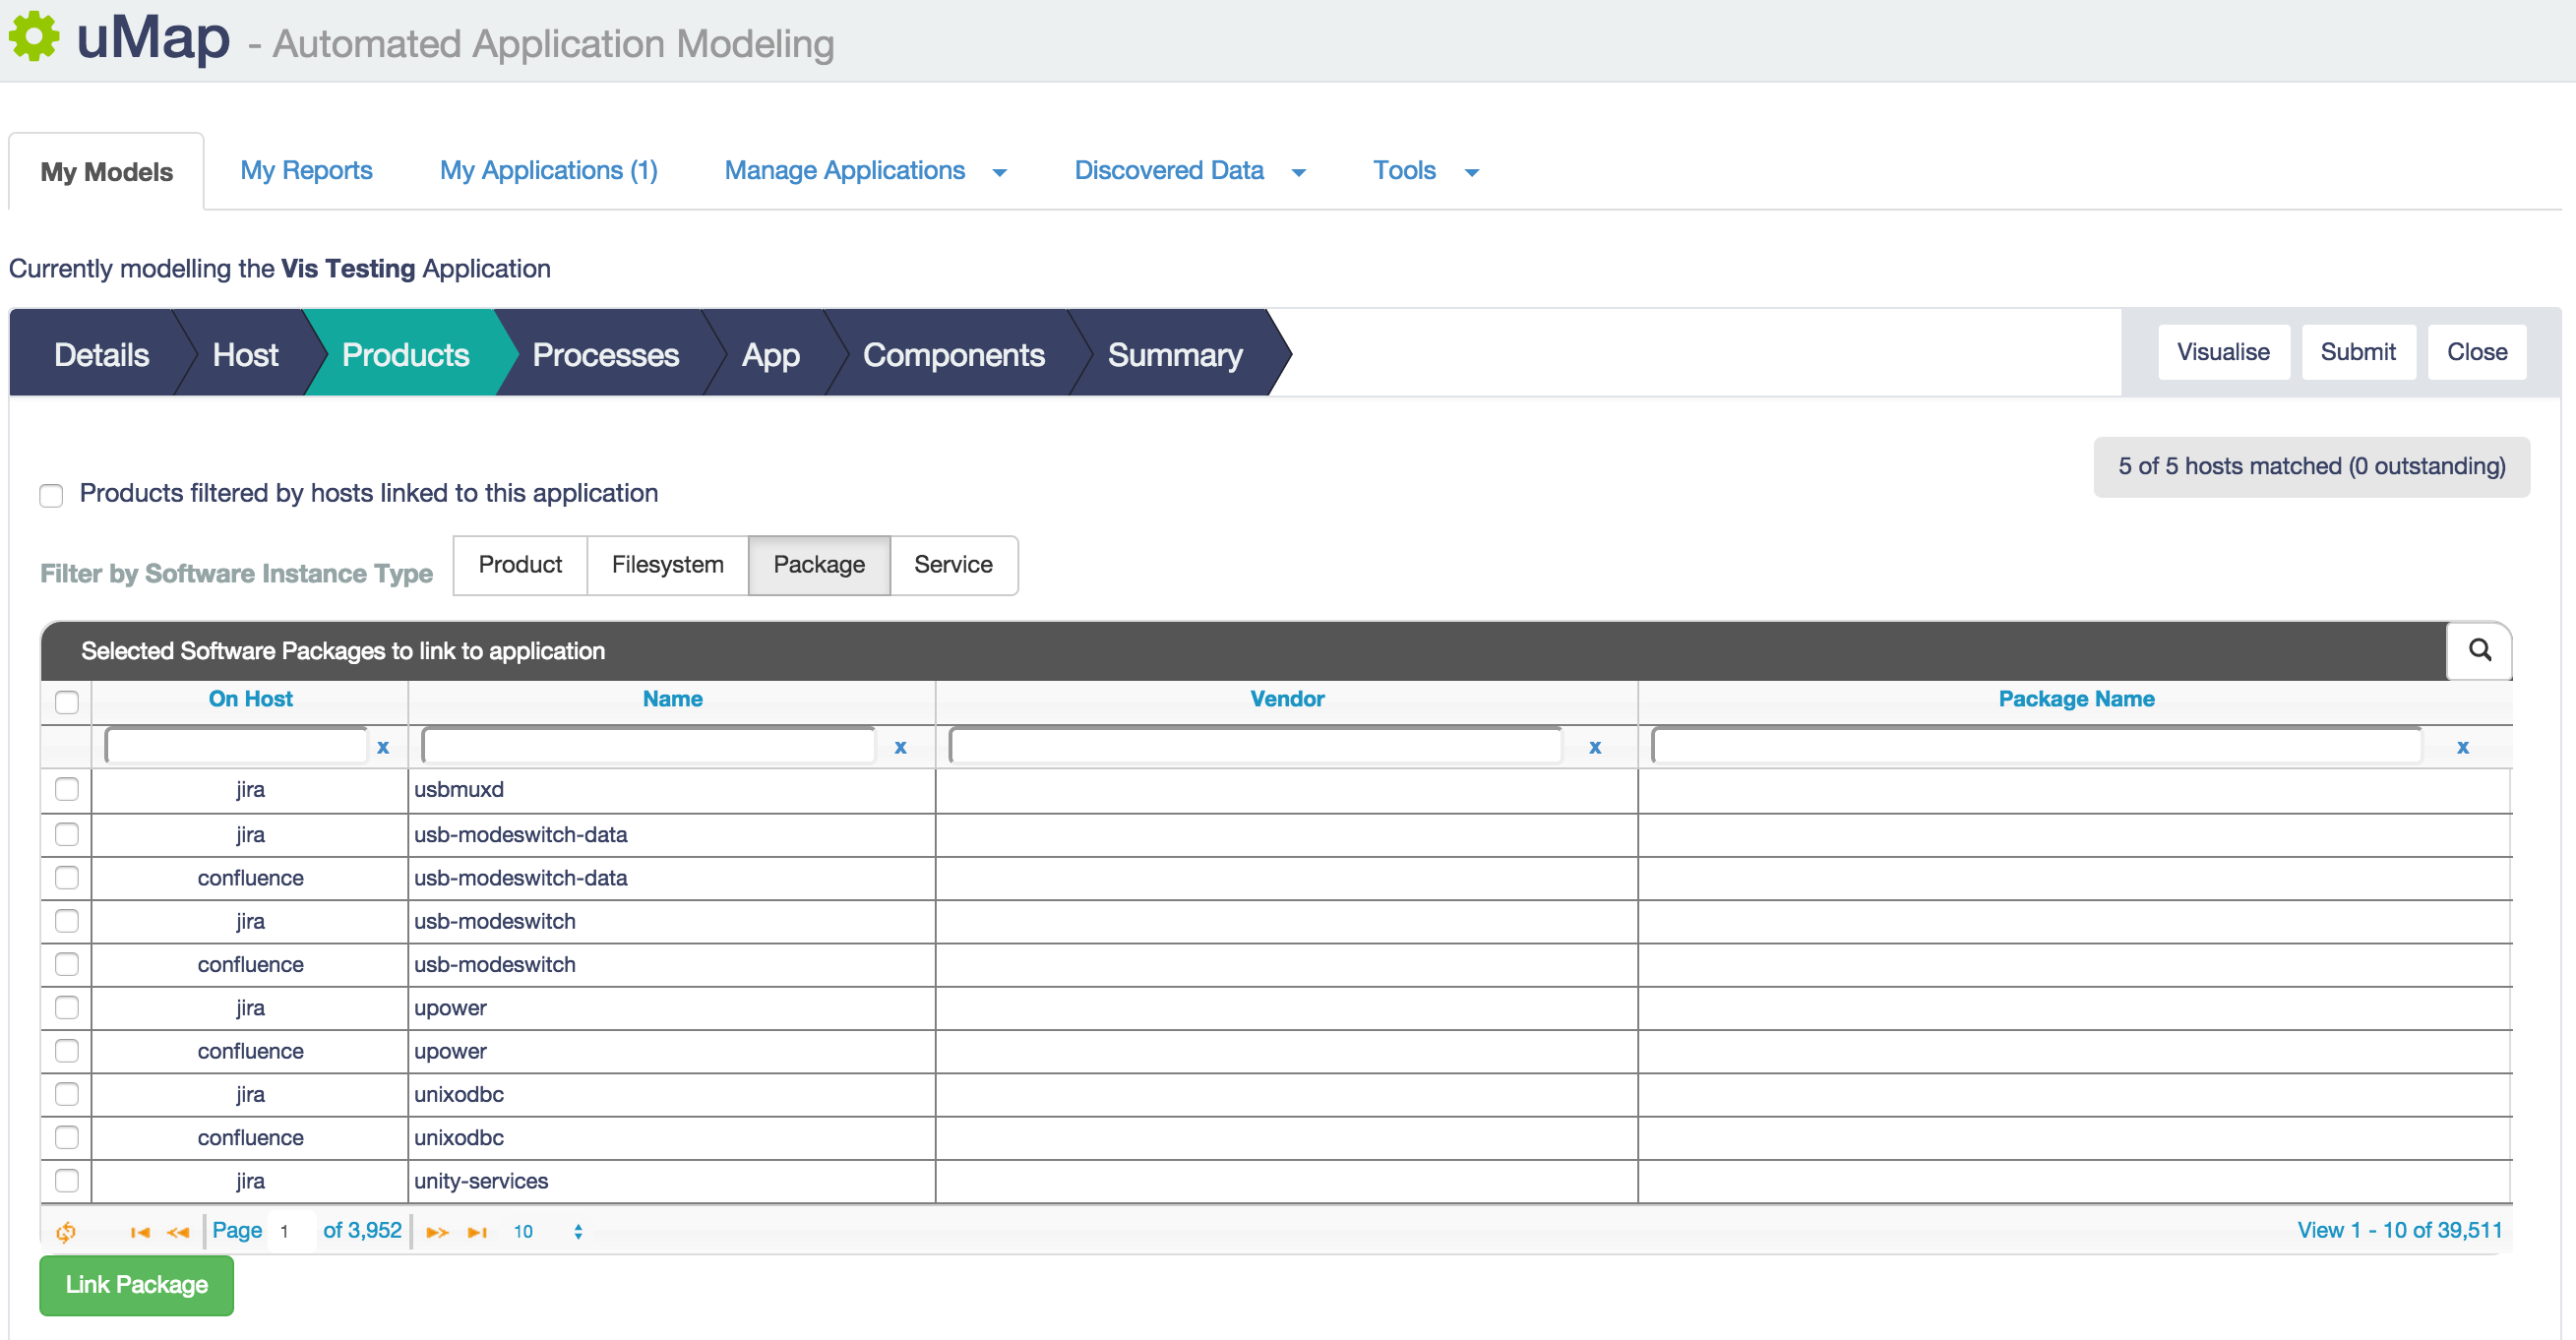 uMap - Automated Application Modeling
My Models My Reports My Applications (1) Manage Applications Discovered Data Tools
Currently modelling the Vis Testing Application
Details Host Products Processes App Components Summary Visualise Submit Close
5 of 5 hosts matched (0 outstanding)
Products filtered by hosts linked to this application
Filter by Software Instance Type Product Filesystem Package Service
Selected Software Packages to link to application
On Host Name Vendor Package Name
x x x x
jira usbmuxd
jira usb-modeswitch-data
confluence usb-modeswitch-data
jira usb-modeswitch
confluence usb-modeswitch
jira upower
confluence upower
jira unixodbc
confluence unixodbc
jira unity-services
Page 1 of 3,952 10 View 1 - 10 of 39,511
Link Package